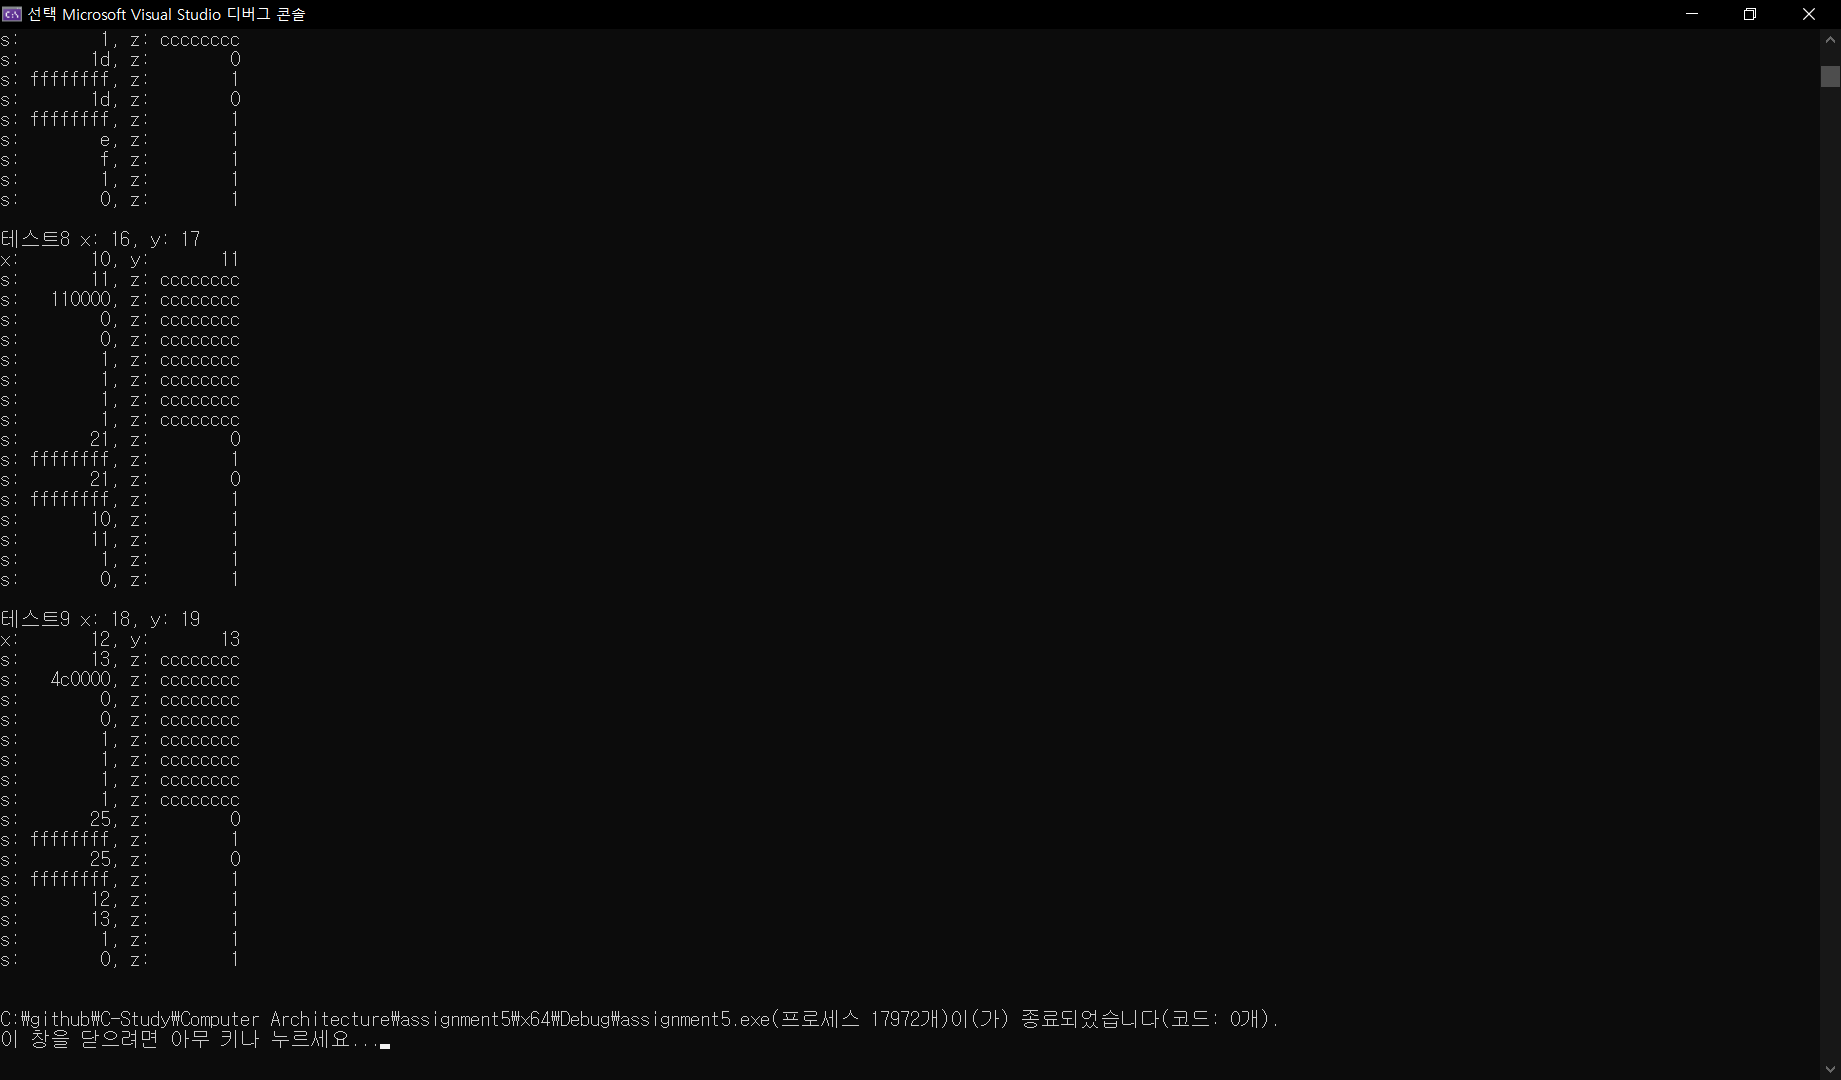 선택 Microsoft Visual Studio 디버그 콘솔
s:        1, z: cccccccc
s:       1d, z:        0
s: ffffffff, z:        1
s:       1d, z:        0
s: ffffffff, z:        1
s:        e, z:        1
s:        f, z:        1
s:        1, z:        1
s:        0, z:        1
테스트8 x: 16, y: 17
x:       10, y:       11
s:       11, z: cccccccc
s:   110000, z: cccccccc
s:        0, z: cccccccc
s:        0, z: cccccccc
s:        1, z: cccccccc
s:        1, z: cccccccc
s:        1, z: cccccccc
s:        1, z: cccccccc
s:       21, z:        0
s: ffffffff, z:        1
s:       21, z:        0
s: ffffffff, z:        1
s:       10, z:        1
s:       11, z:        1
s:        1, z:        1
s:        0, z:        1
테스트9 x: 18, y: 19
x:       12, y:       13
s:       13, z: cccccccc
s:   4c0000, z: cccccccc
s:        0, z: cccccccc
s:        0, z: cccccccc
s:        1, z: cccccccc
s:        1, z: cccccccc
s:        1, z: cccccccc
s:        1, z: cccccccc
s:       25, z:        0
s: ffffffff, z:        1
s:       25, z:        0
s: ffffffff, z:        1
s:       12, z:        1
s:       13, z:        1
s:        1, z:        1
s:        0, z:        1
C:₩github₩C-Study₩Computer Architecture₩assignment5₩x64₩Debug₩assignment5.exe(프로세스 17972개)이(가) 종료되었습니다(코드: 0개).
이 창을 닫으려면 아무 키나 누르세요...